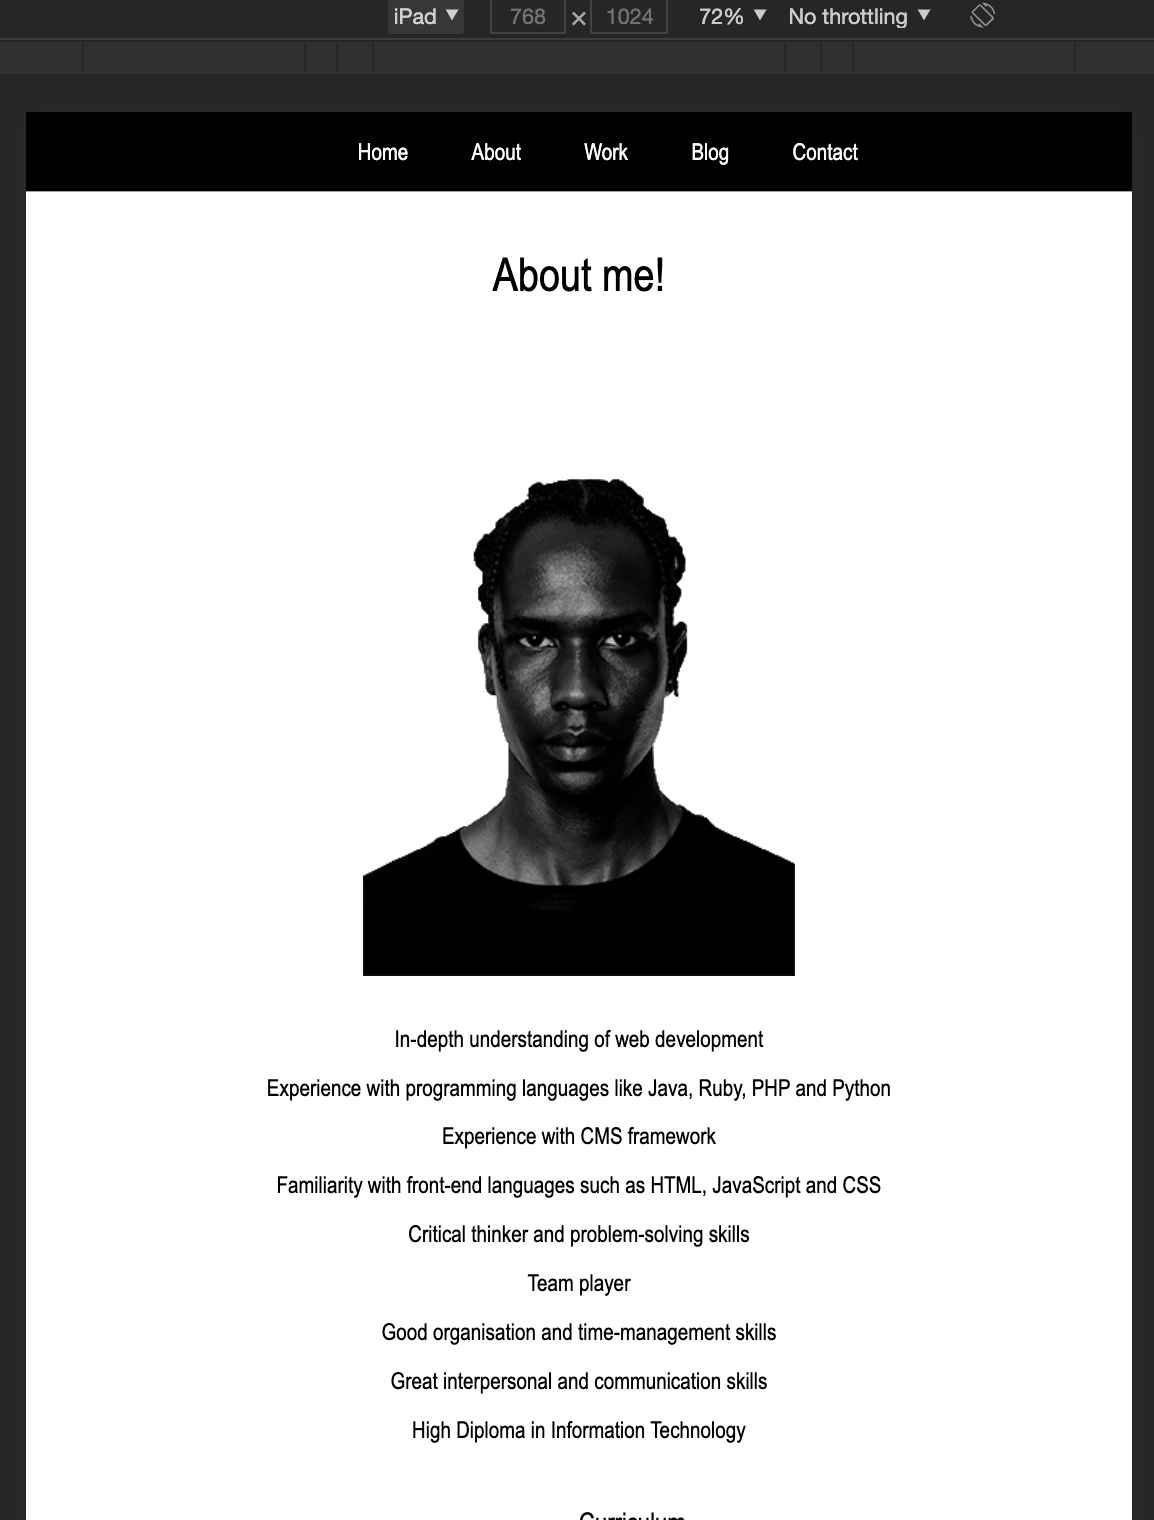 iPad ▼ 768 × 1024 72% ▼ No throttling ▼
Home About Work Blog Contact
About me!
In-depth understanding of web development
Experience with programming languages like Java, Ruby, PHP and Python
Experience with CMS framework
Familiarity with front-end languages such as HTML, JavaScript and CSS
Critical thinker and problem-solving skills
Team player
Good organisation and time-management skills
Great interpersonal and communication skills
High Diploma in Information Technology
Curriculum